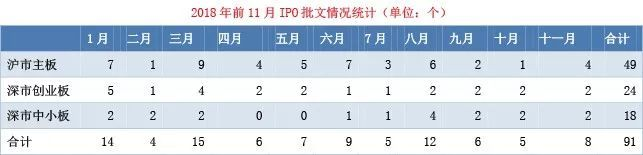 2018 年前 11 月 IPO 批文情况统计（单位：个）
1 月 二月 三月 四月 五月 六月 7 月 八月 九月 十月 十一月 合计
沪市主板 7 1 9 4 5 7 3 6 2 1 4 49
深市创业板 5 1 4 2 2 1 1 2 2 2 2 24
深市中小板 2 2 2 0 0 1 1 4 2 2 2 18
合计 14 4 15 6 7 9 5 12 6 5 8 91